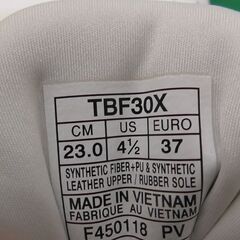 TBF30X
CM US EURO
23.0 4½ 37
SYNTHETIC FIBER+PU & SYNTHETIC
LEATHER UPPER / RUBBER SOLE
MADE IN VIETNAM
FABRIQUE AU VIETNAM
F450118 PV